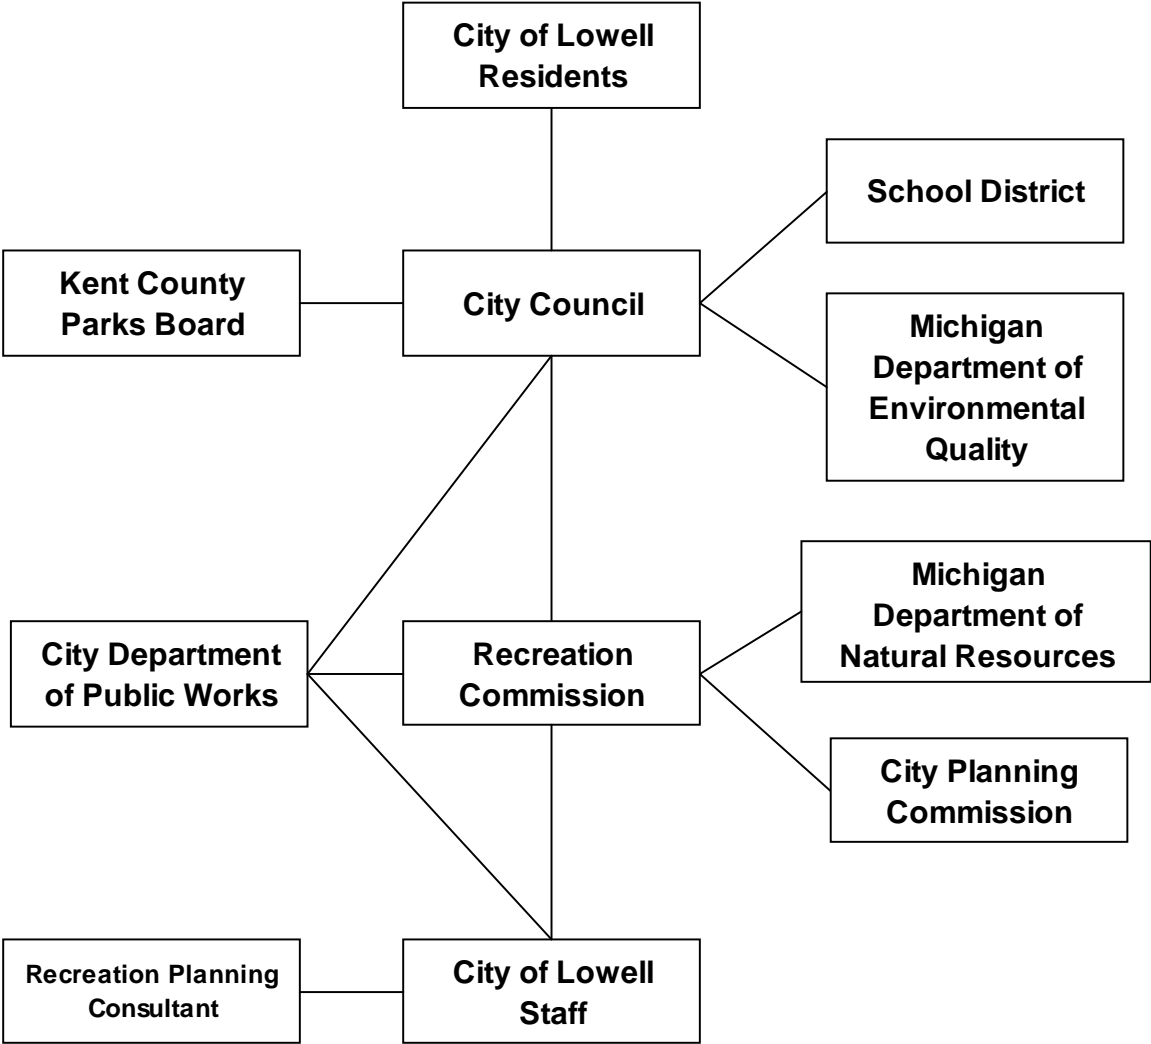 City of Lowell
Residents
School District
Kent County
Parks Board
City Council
Michigan
Department of
Environmental
Quality
Michigan
Department of
Natural Resources
City Department
of Public Works
Recreation
Commission
City Planning
Commission
Recreation Planning
Consultant
City of Lowell
Staff